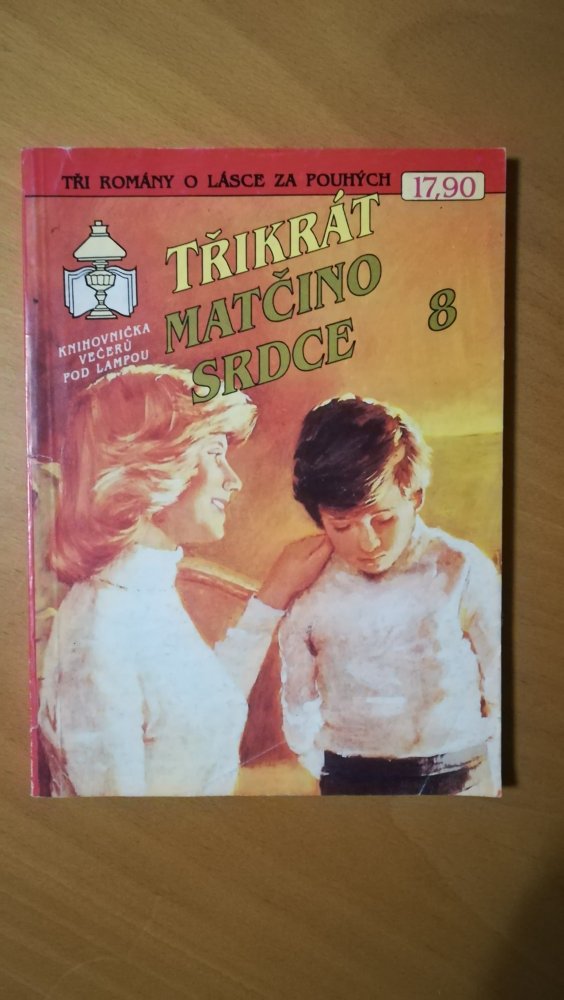 TŘI ROMÁNY O LÁSCE ZA POUHÝCH 17,90
TŘIKRÁT
MATČINO
SRDCE
8
KNIHOVNIČKA
VEČERŮ
POD LAMPOU